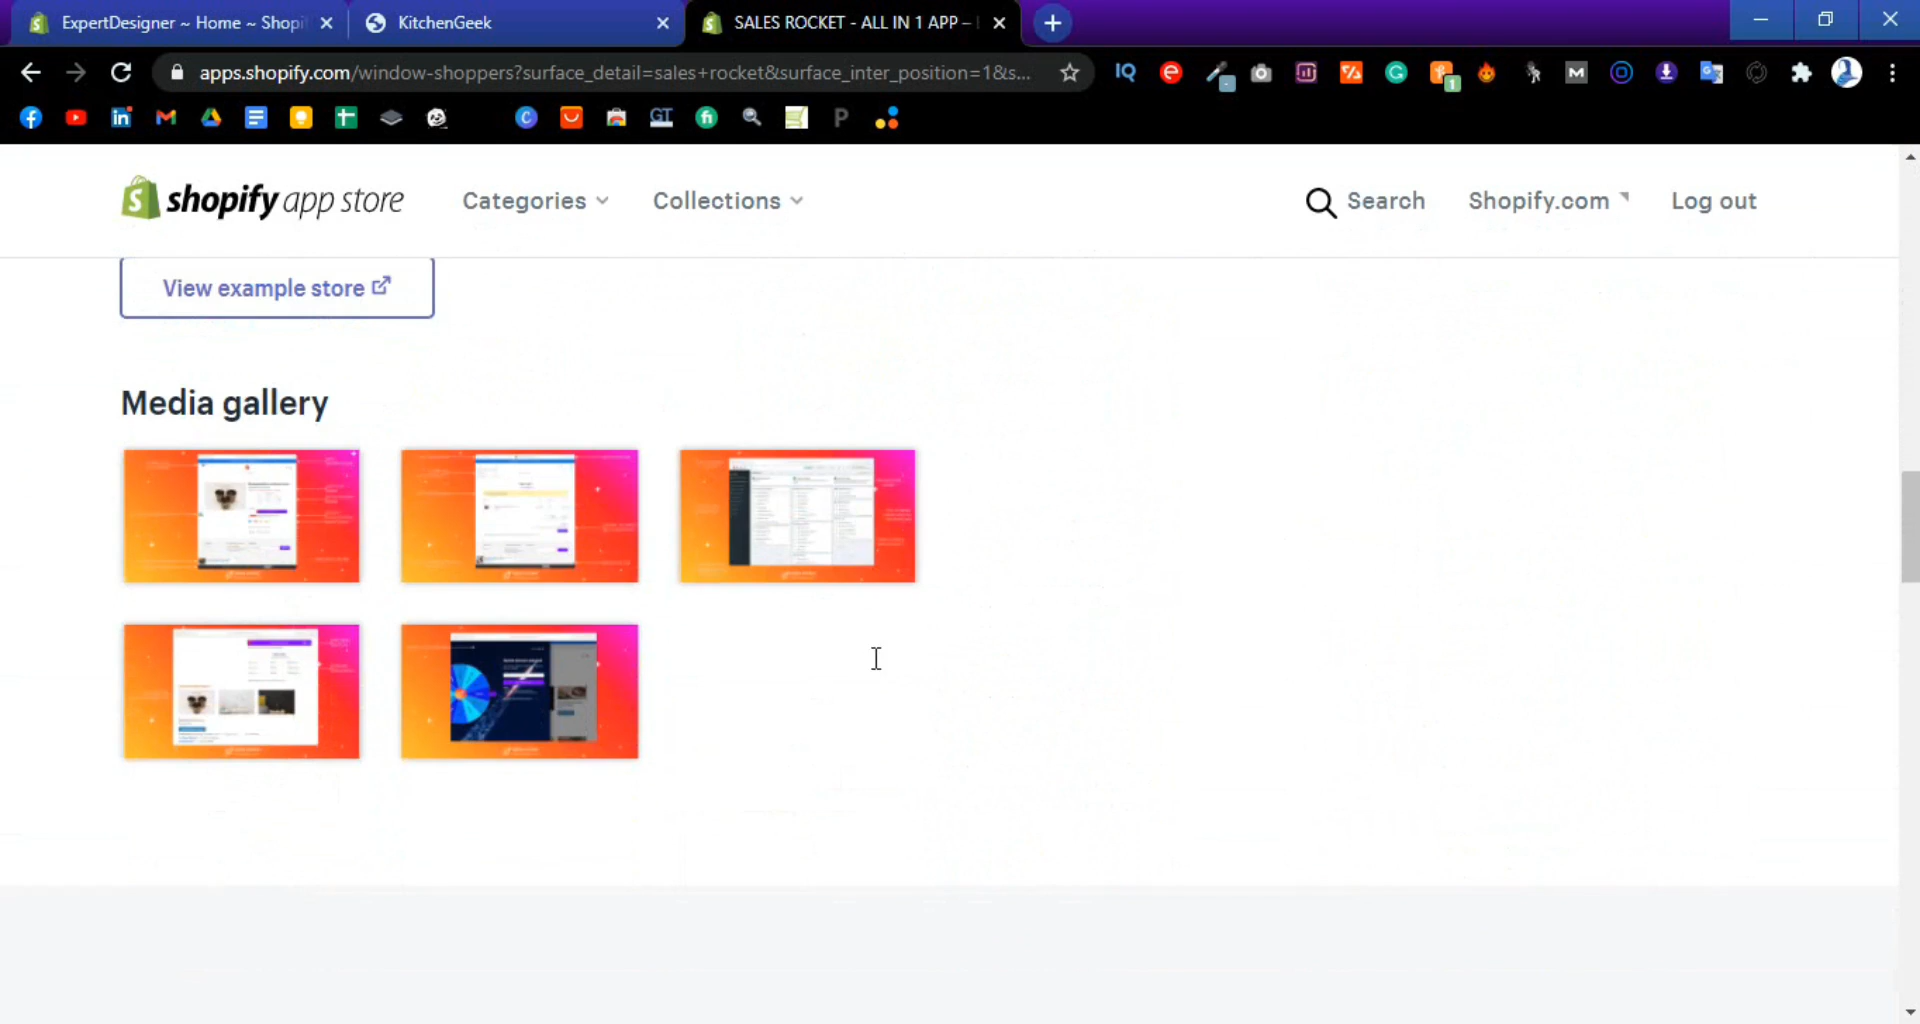 ExpertDesigner ~ Home ~ Shopi
KitchenGeek
SALES ROCKET - ALL IN 1 APP –
apps.shopify.com/window-shoppers?surface_detail=sales+rocket&surface_inter_position=1&s...
shopify app store
Categories
Collections
Search
Shopify.com
Log out
View example store
Media gallery